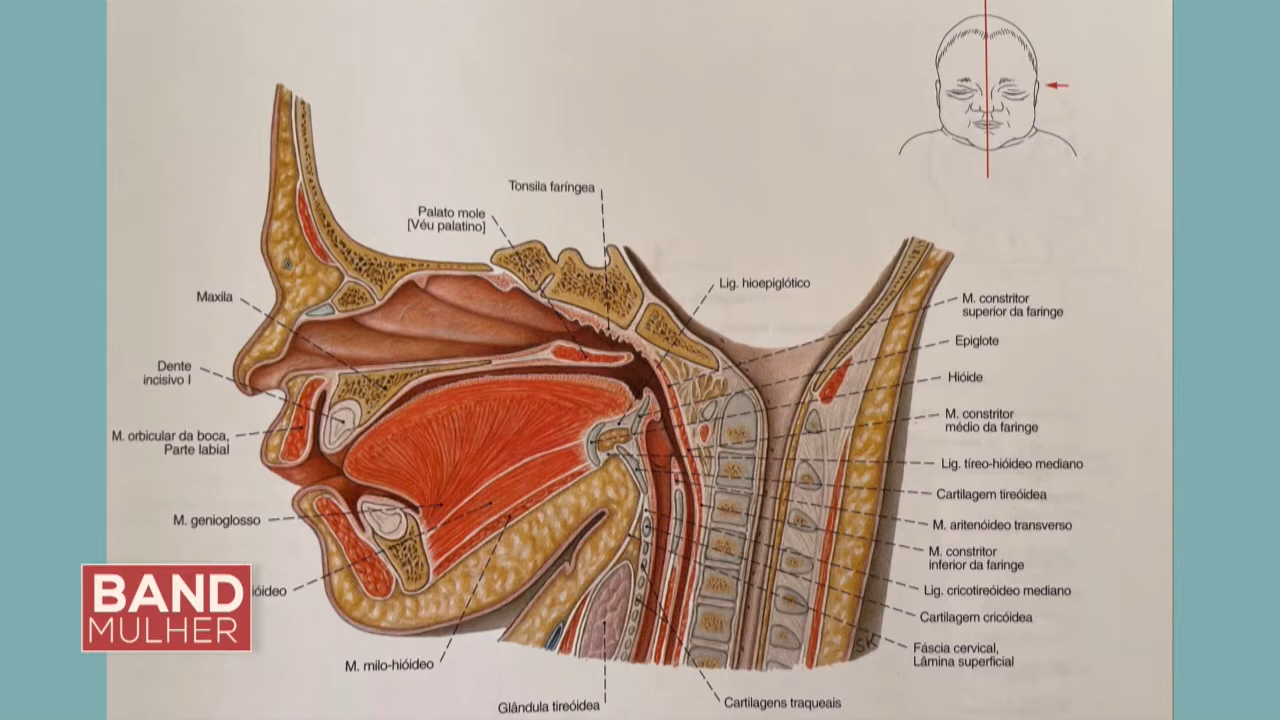 Tonsila faríngea
Palato mole
[Véu palatino]
Lig. hioepiglótico
Maxila
M. constritor
superior da faringe
Epiglote
Dente
incisivo I
Hióide
M. constritor
médio da faringe
M. orbicular da boca,
Parte labial
Lig. tíreo-hióideo mediano
Cartilagem tireóidea
M. genioglosso
M. aritenóideo transverso
M. constritor
inferior da faringe
Lig. cricotireóideo mediano
ióideo
Cartilagem cricóidea
BAND
MULHER
Fáscia cervical,
Lâmina superficial
SK
M. milo-hióideo
Glândula tireóidea
Cartilagens traqueais